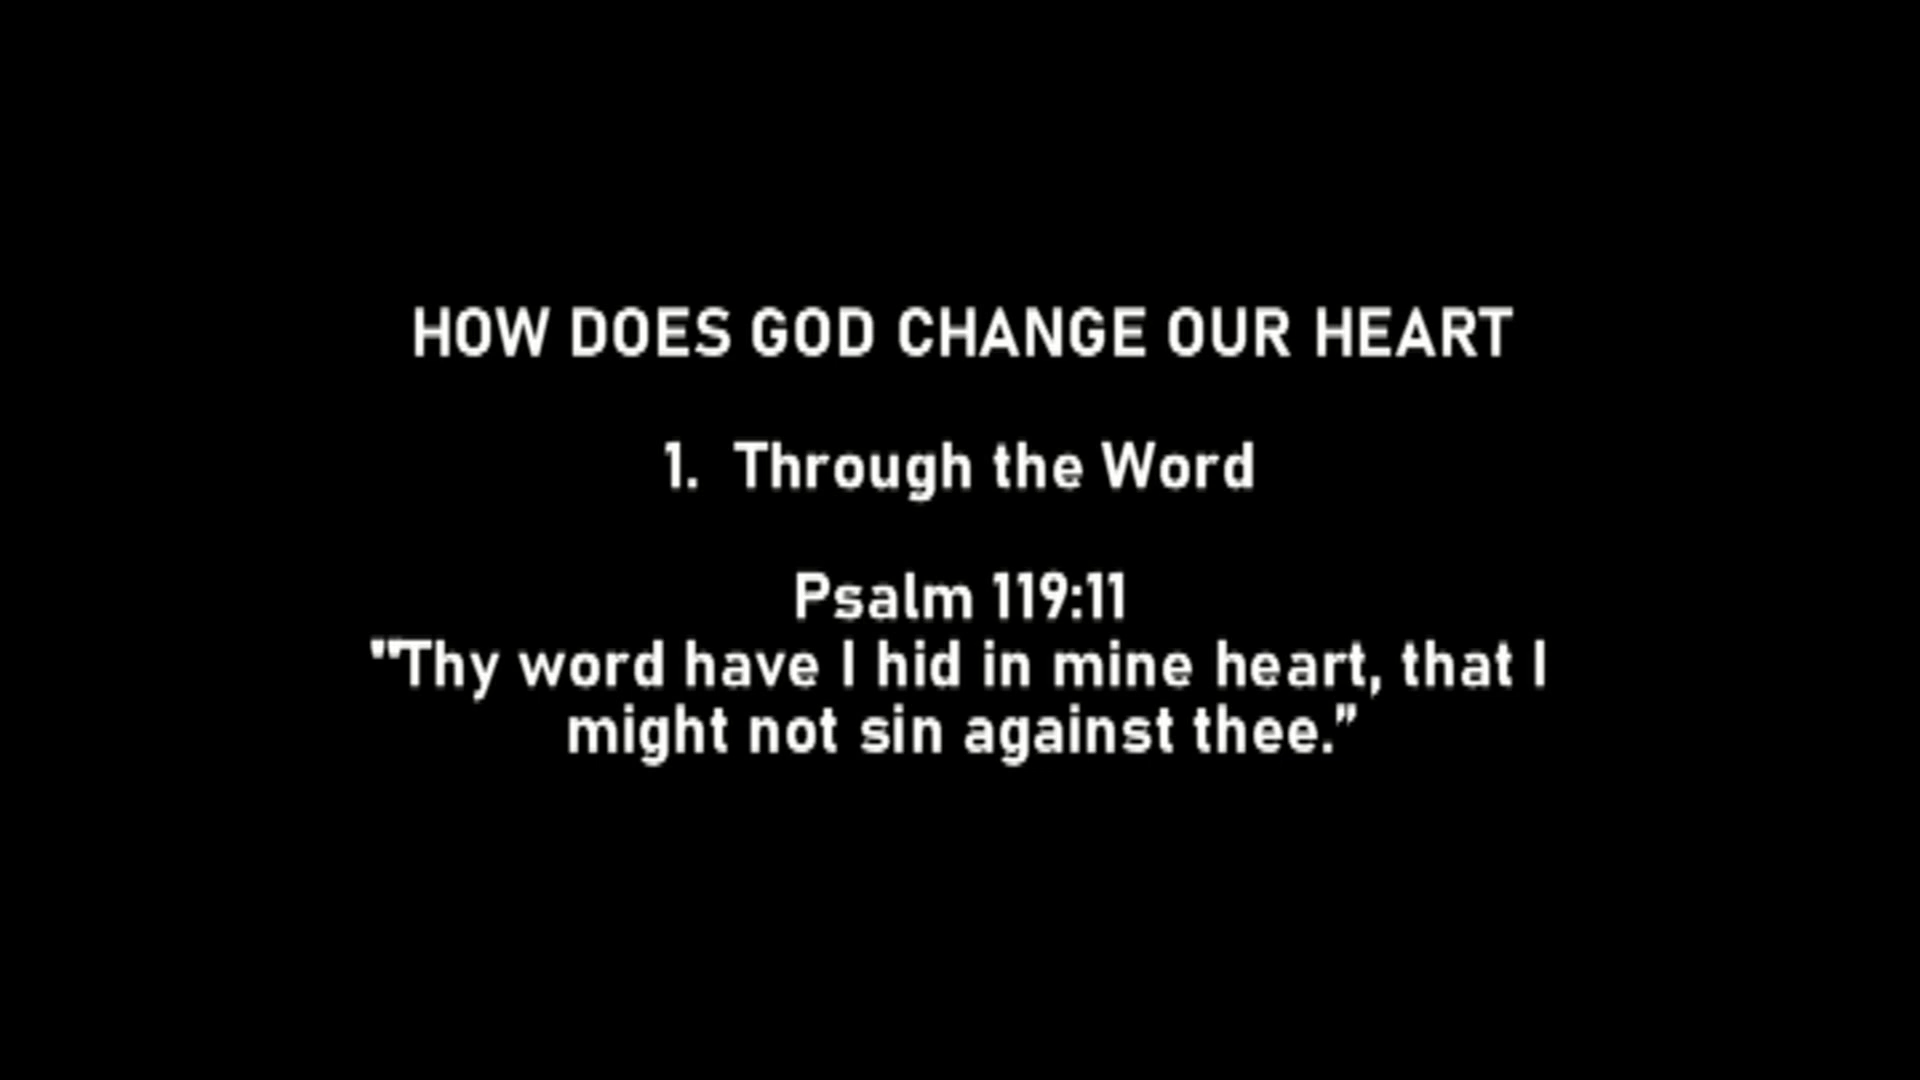 HOW DOES GOD CHANGE OUR HEART
1. Through the Word
Psalm 119:11
"Thy word have I hid in mine heart, that I
might not sin against thee.”